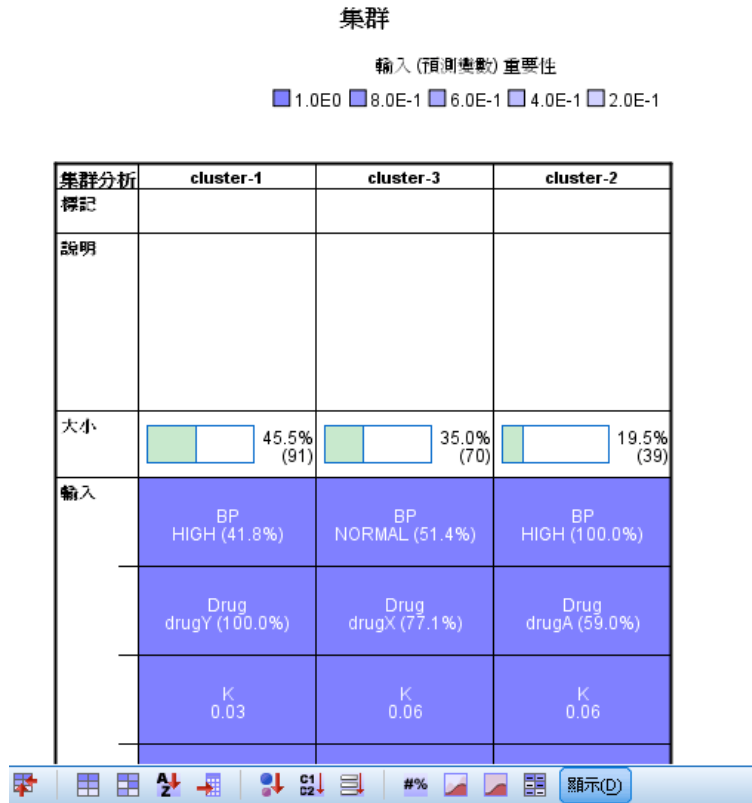 集群
輸入 (預測變數) 重要性
1.0E0 8.0E-1 6.0E-1 4.0E-1 2.0E-1
集群分析 cluster-1 cluster-3 cluster-2
標記
說明
大小 45.5% (91) 35.0% (70) 19.5% (39)
輸入
BP BP BP
HIGH (41.8%) NORMAL (51.4%) HIGH (100.0%)
Drug Drug Drug
drugY (100.0%) drugX (77.1%) drugA (59.0%)
K K K
0.03 0.06 0.06
A Z C1 C2 #% 顯示(D)